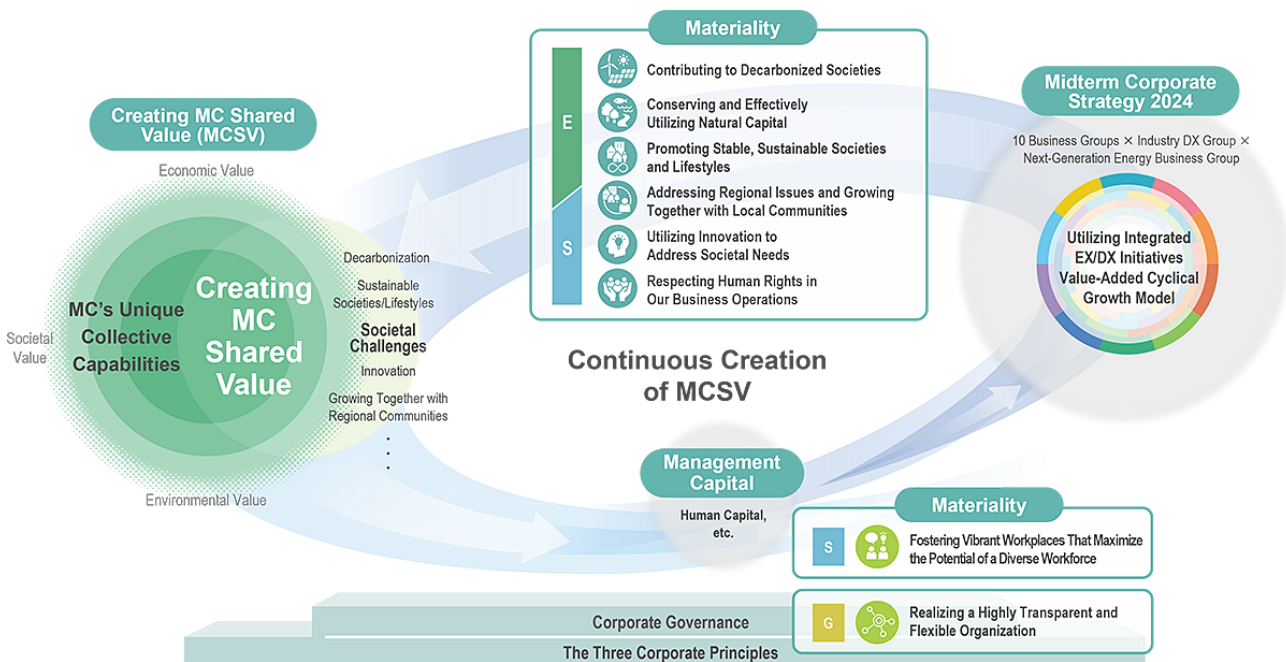 Creating MC Shared
Value (MCSV)
Economic Value
Societal
Value
MC's Unique
Collective
Capabilities
Creating
MC
Shared
Value
Environmental Value
Decarbonization
Sustainable
Societies/Lifestyles
Societal
Challenges
Innovation
Growing Together with
Regional Communities
Materiality
E
Contributing to Decarbonized Societies
Conserving and Effectively
Utilizing Natural Capital
Promoting Stable, Sustainable Societies
and Lifestyles
S
Addressing Regional Issues and Growing
Together with Local Communities
Utilizing Innovation to
Address Societal Needs
Respecting Human Rights in
Our Business Operations
Continuous Creation
of MCSV
Midterm Corporate
Strategy 2024
10 Business Groups × Industry DX Group ×
Next-Generation Energy Business Group
Utilizing Integrated
EX/DX Initiatives
Value-Added Cyclical
Growth Model
Management
Capital
Human Capital,
etc.
Materiality
S
Fostering Vibrant Workplaces That Maximize
the Potential of a Diverse Workforce
G
Realizing a Highly Transparent and
Flexible Organization
Corporate Governance
The Three Corporate Principles